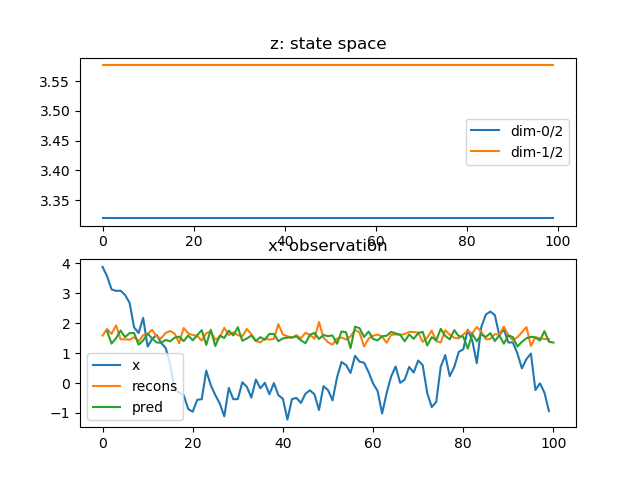 z: state space
3.55
3.50
3.45
3.40
3.35
dim-0/2
dim-1/2
0 20 40 60 80 100
x: observation
4
3
2
1
0
−1
x
recons
pred
0 20 40 60 80 100